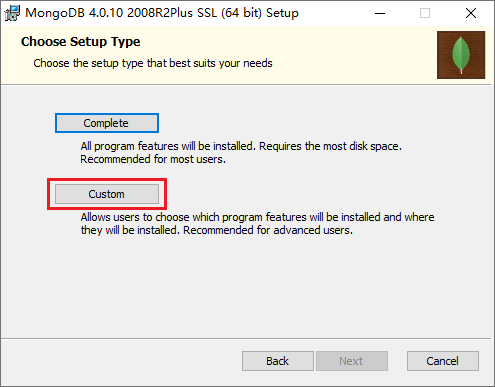 MongoDB 4.0.10 2008R2Plus SSL (64 bit) Setup
Choose Setup Type
Choose the setup type that best suits your needs
Complete
All program features will be installed. Requires the most disk space.
Recommended for most users.
Custom
Allows users to choose which program features will be installed and where
they will be installed. Recommended for advanced users.
Back
Next
Cancel